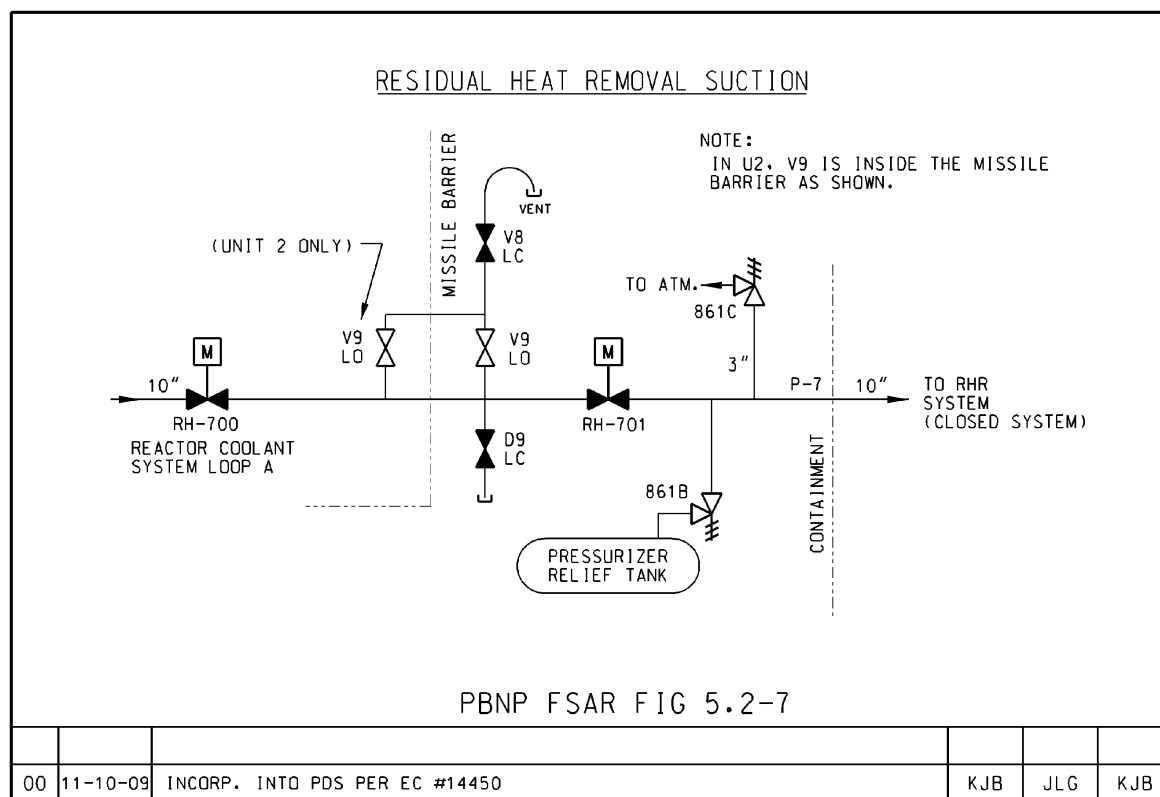 RESIDUAL HEAT REMOVAL SUCTION
NOTE:
IN U2. V9 IS INSIDE THE MISSILE
BARRIER AS SHOWN.
MISSILE BARRIER
VENT
(UNIT 2 ONLY)
V8
LC
TO ATM.
861C
V9
LO
V9
LO
M
M
3"
10"
P-7
10"
TO RHR
SYSTEM
(CLOSED SYSTEM)
RH-700
RH-701
REACTOR COOLANT
SYSTEM LOOP A
D9
LC
861B
CONTAINMENT
PRESSURIZER
RELIEF TANK
PBNP FSAR FIG 5.2-7
00 11-10-09 INCORP. INTO PDS PER EC #14450 KJB JLG KJB